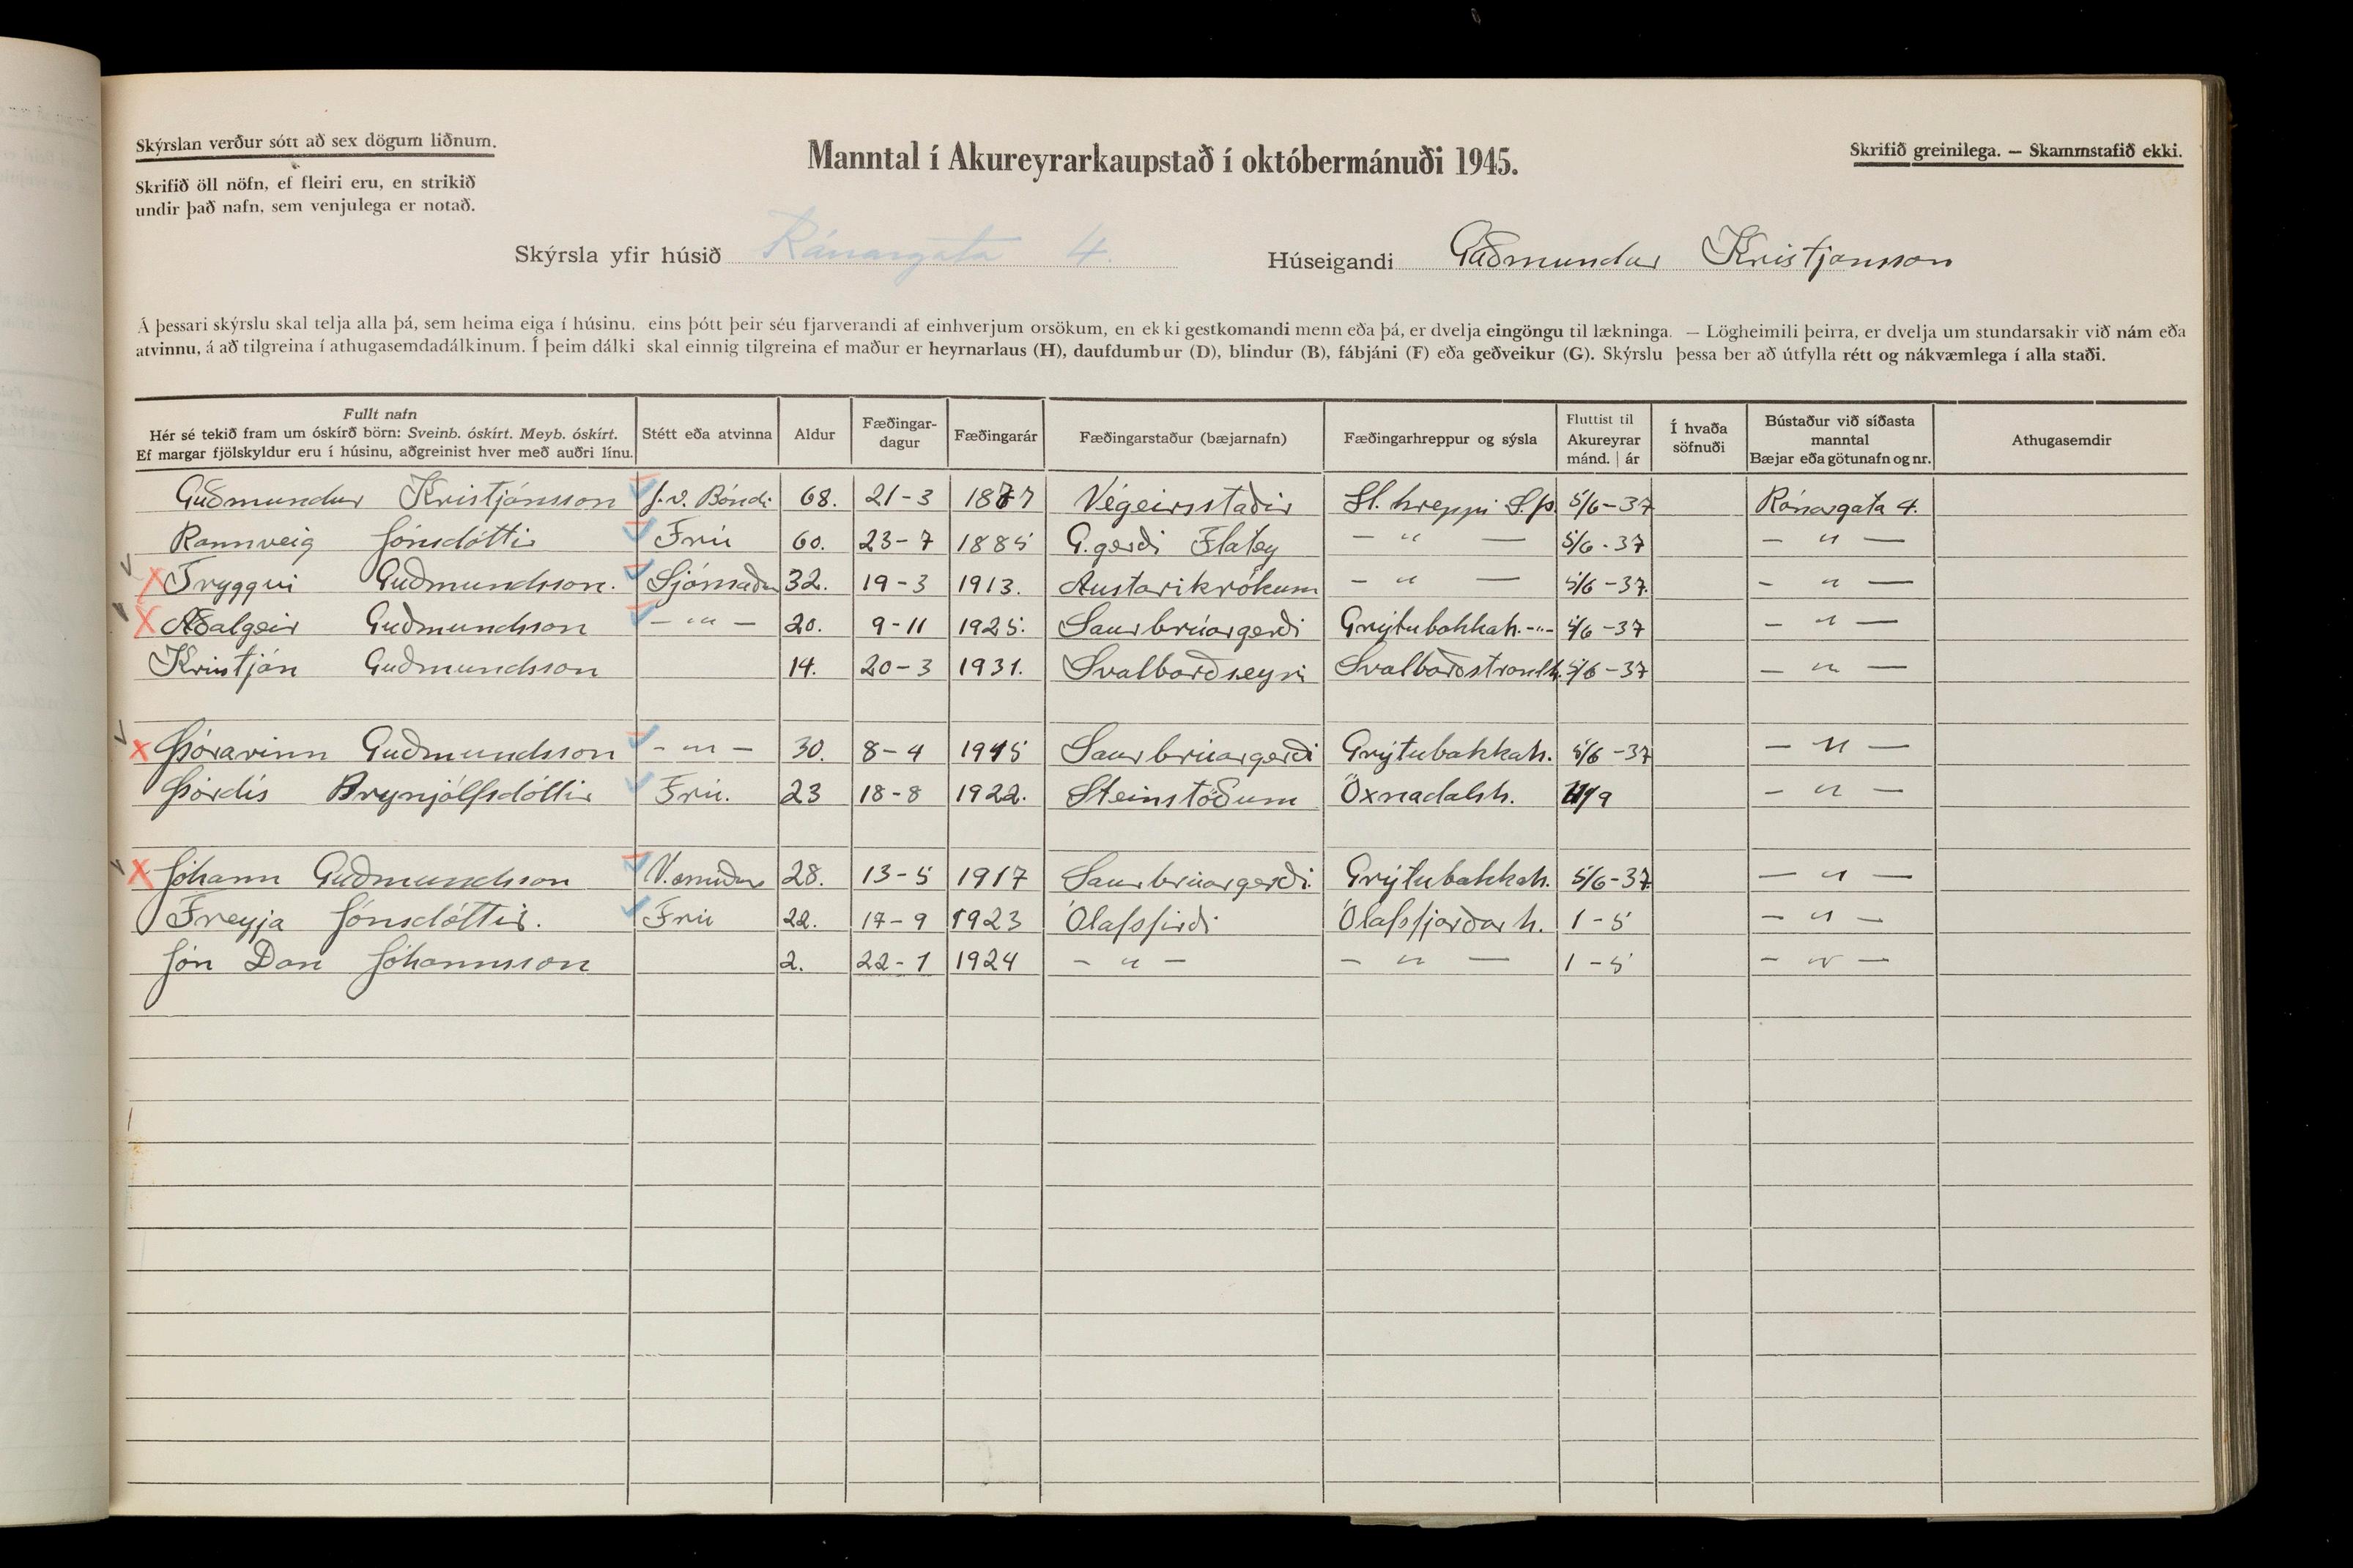 Skýrslan verður sótt að sex dögum liðnum.
Skrifið öll nöfn, ef fleiri eru, en strikið
undir það nafn, sem venjulega er notað.
Manntal í Akureyrarkaupstað í októbermánuði 1945.
Skrifið greinilega. — Skammstafið ekki.
Skýrsla yfir húsið Ránargata 4. Húseigandi Guðmundur Kristjánsson
Á þessari skýrslu skal telja alla þá, sem heima eiga í húsinu, eins þótt þeir séu fjarverandi af einhverjum orsökum, en ekki gestkomandi menn eða þá, er dvelja eingöngu til lækninga. — Lögheimili þeirra, er dvelja um stundarsakir við nám eða
atvinnu, á að tilgreina í athugasemdadálkinum. Í þeim dálki skal einnig tilgreina ef maður er heyrnarlaus (H), daufdumbur (D), blindur (B), fábjáni (F) eða geðveikur (G). Skýrslu þessa ber að útfylla rétt og nákvæmlega í alla staði.
Fullt nafn
Hér sé tekið fram um óskírð börn: Sveinb. óskírt. Meyb. óskírt.
Ef margar fjölskyldur eru í húsinu, aðgreinist hver með auðri línu.
Stétt eða atvinna
Aldur
Fæðingar-
dagur
Fæðingarár
Fæðingarstaður (bæjarnafn)
Fæðingarhreppur og sýsla
Fluttist til
Akureyrar
mánd. | ár
Í hvaða
söfnuði
Bústaður við síðasta
manntal
Bæjar eða götunafn og nr.
Athugasemdir
Guðmundur Kristjánsson f.v. Bóndi 68. 21-3 1877 Végeirsstaðir Hl. hreppi S.þ. 5/6-37 Ránargata 4.
Rannveig Jónsdóttir Frú 60. 23-7 1885 G.gerði Flatey — " — 5/6-37 — " —
Tryggvi Guðmundsson. Sjómaður 32. 19-3 1913. Austarikrókum — " — 5/6-37. — " —
Aðalgeir Guðmundsson — " — 20. 9-11 1925. Saurbrúargerði Grýtubakkah. -"- 5/6-37 — " —
Kristján Guðmundsson 14. 20-3 1931. Svalbarðseyri Svalbarðstrandh. 5/6-37 — " —
Þórarinn Guðmundsson — " — 30. 8-4 1915 Saurbrúargerði Grýtubakkah. 5/6-37 — " —
Þórdís Brynjólfsdóttir Frú. 23 18-8 1922. Steinstöðum Öxnadalsh. — " —
Jóhann Guðmundsson 28. 13-5 1917 Saurbrúargerði. Grýtubakkah. 5/6-37 — " —
Freyja Jónsdóttir. Frú 22. 17-9 1923 Ólafsfirði Ólafsfjarðar h. 1-5 — " —
Jón Dan Jóhannsson 2. 22-1 1924 — " — — " — 1-5 — " —